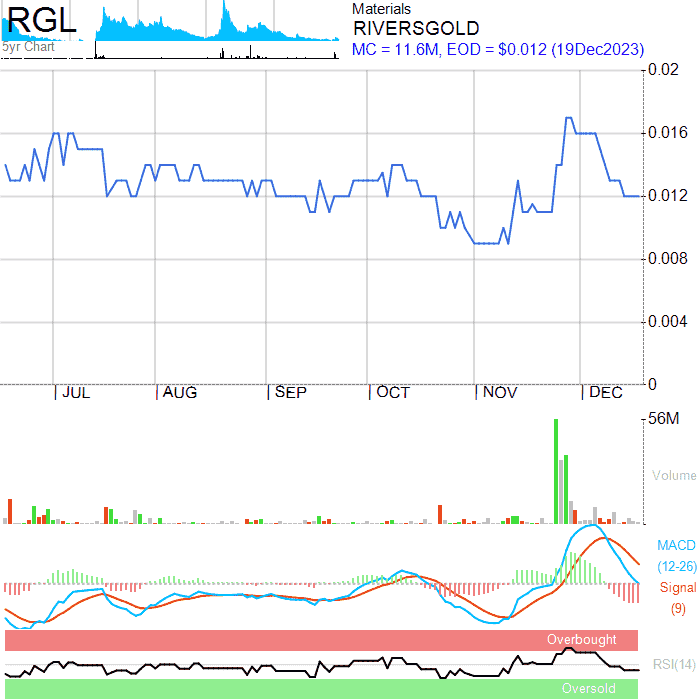 RGL
5yr Chart
Materials
RIVERSGOLD
MC = 11.6M, EOD = $0.012 (19Dec2023)
0.02
0.016
0.012
0.008
0.004
0
JUL AUG SEP OCT NOV DEC
56M
Volume
MACD
(12-26)
Signal
(9)
Overbought
RSI(14)
Oversold